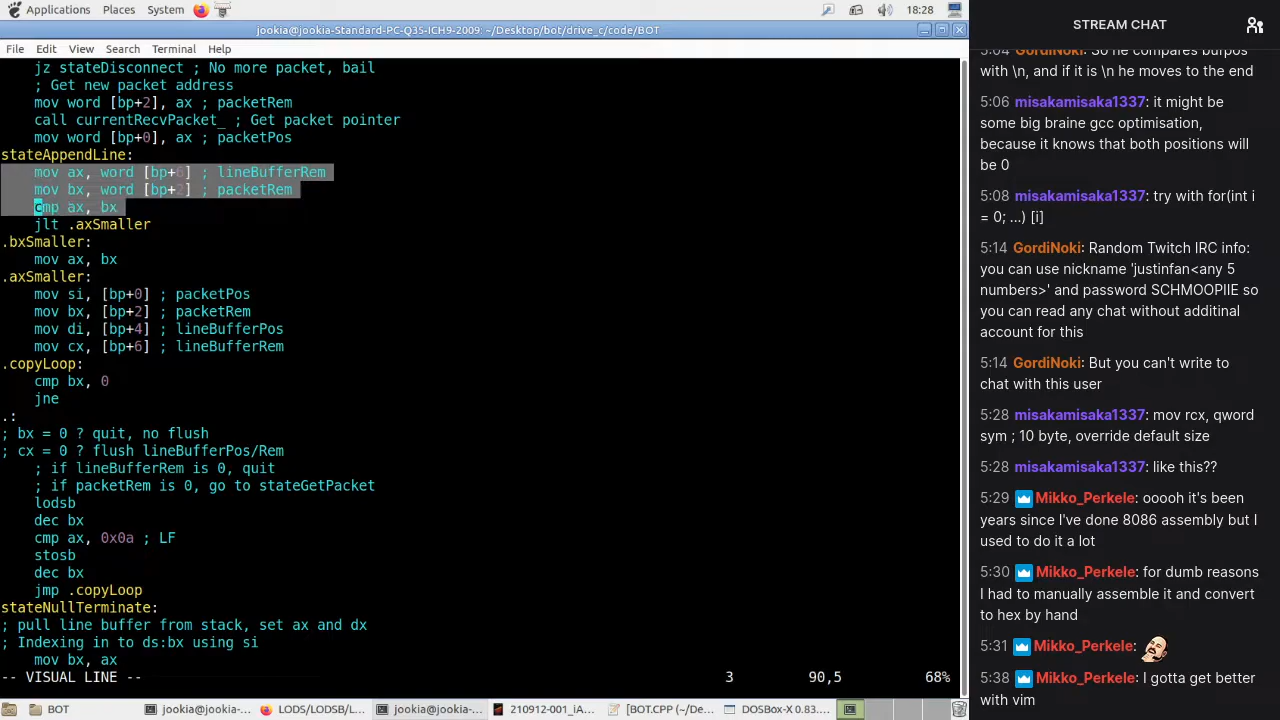 Applications Places System 18:28
jookia@jookia-Standard-PC-Q35-ICH9-2009: ~/Desktop/bot/drive_c/code/BOT
File Edit View Search Terminal Help
jz stateDisconnect ; No more packet, bail
; Get new packet address
mov word [bp+2], ax ; packetRem
call currentRecvPacket_ ; Get packet pointer
mov word [bp+0], ax ; packetPos
stateAppendLine:
mov ax, word [bp+6] ; lineBufferRem
mov bx, word [bp+2] ; packetRem
cmp ax, bx
jlt .axSmaller
.bxSmaller:
mov ax, bx
.axSmaller:
mov si, [bp+0] ; packetPos
mov bx, [bp+2] ; packetRem
mov di, [bp+4] ; lineBufferPos
mov cx, [bp+6] ; lineBufferRem
.copyLoop:
cmp bx, 0
jne
.:
; bx = 0 ? quit, no flush
; cx = 0 ? flush lineBufferPos/Rem
; if lineBufferRem is 0, quit
; if packetRem is 0, go to stateGetPacket
lodsb
dec bx
cmp ax, 0x0a ; LF
stosb
dec bx
jmp .copyLoop
stateNullTerminate:
; pull line buffer from stack, set ax and dx
; Indexing in to ds:bx using si
mov bx, ax
-- VISUAL LINE -- 3 90,5 68%
BOT jookia@jookia-... LODS/LODSB/L... jookia@jookia-... 210912-001_iA... [BOT.CPP (~/De... DOSBox-X 0.83....
STREAM CHAT
5:04 GordiNoki: So he compares bufpos
with \n, and if it is \n he moves to the end
5:06 misakamisaka1337: it might be
some big braine gcc optimisation,
because it knows that both positions will
be 0
5:08 misakamisaka1337: try with for(int i
= 0; ...) [i]
5:14 GordiNoki: Random Twitch IRC info:
you can use nickname 'justinfan<any 5
numbers>' and password SCHMOOPIIE so
you can read any chat without additinal
account for this
5:14 GordiNoki: But you can't write to
chat with this user
5:28 misakamisaka1337: mov rcx, qword
sym ; 10 byte, override default size
5:28 misakamisaka1337: like this??
5:29 Mikko_Perkele: ooooh it's been
years since I've done 8086 assembly but I
used to do it a lot
5:30 Mikko_Perkele: for dumb reasons
I had to manually assemble it and convert
to hex by hand
5:31 Mikko_Perkele:
5:38 Mikko_Perkele: I gotta get better
with vim